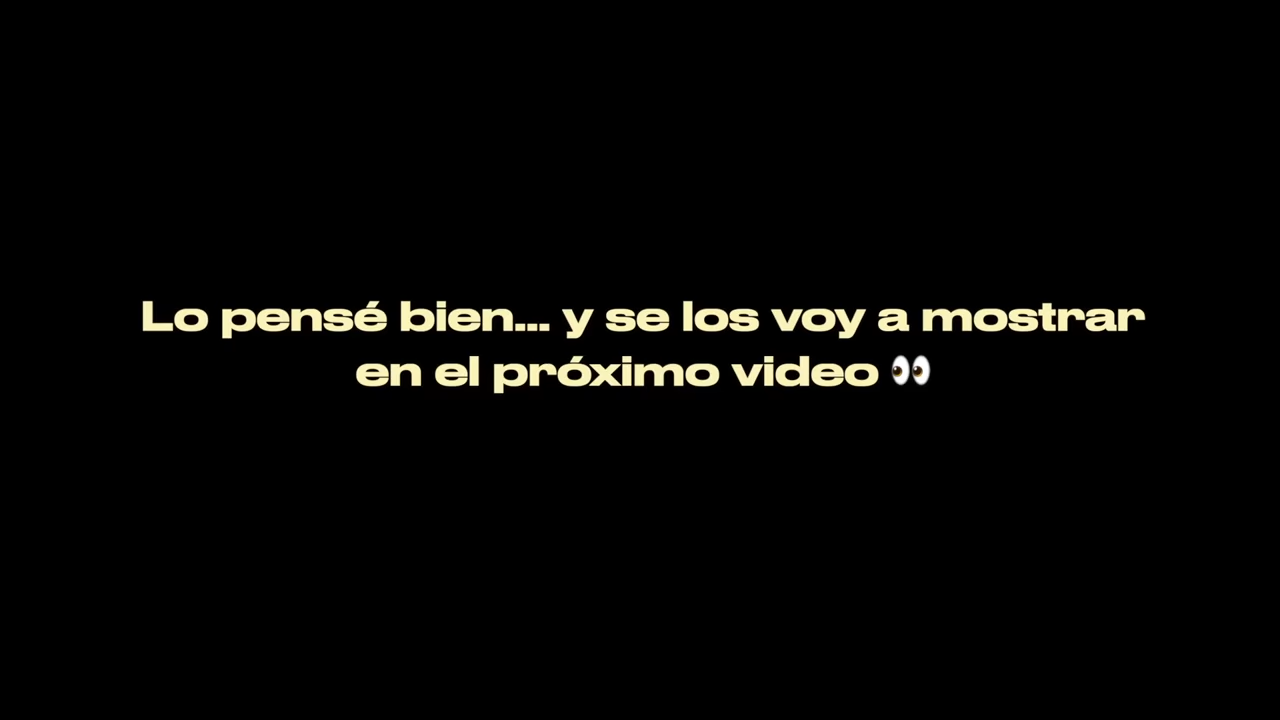 Lo pensé bien... y se los voy a mostrar
en el próximo video 👀